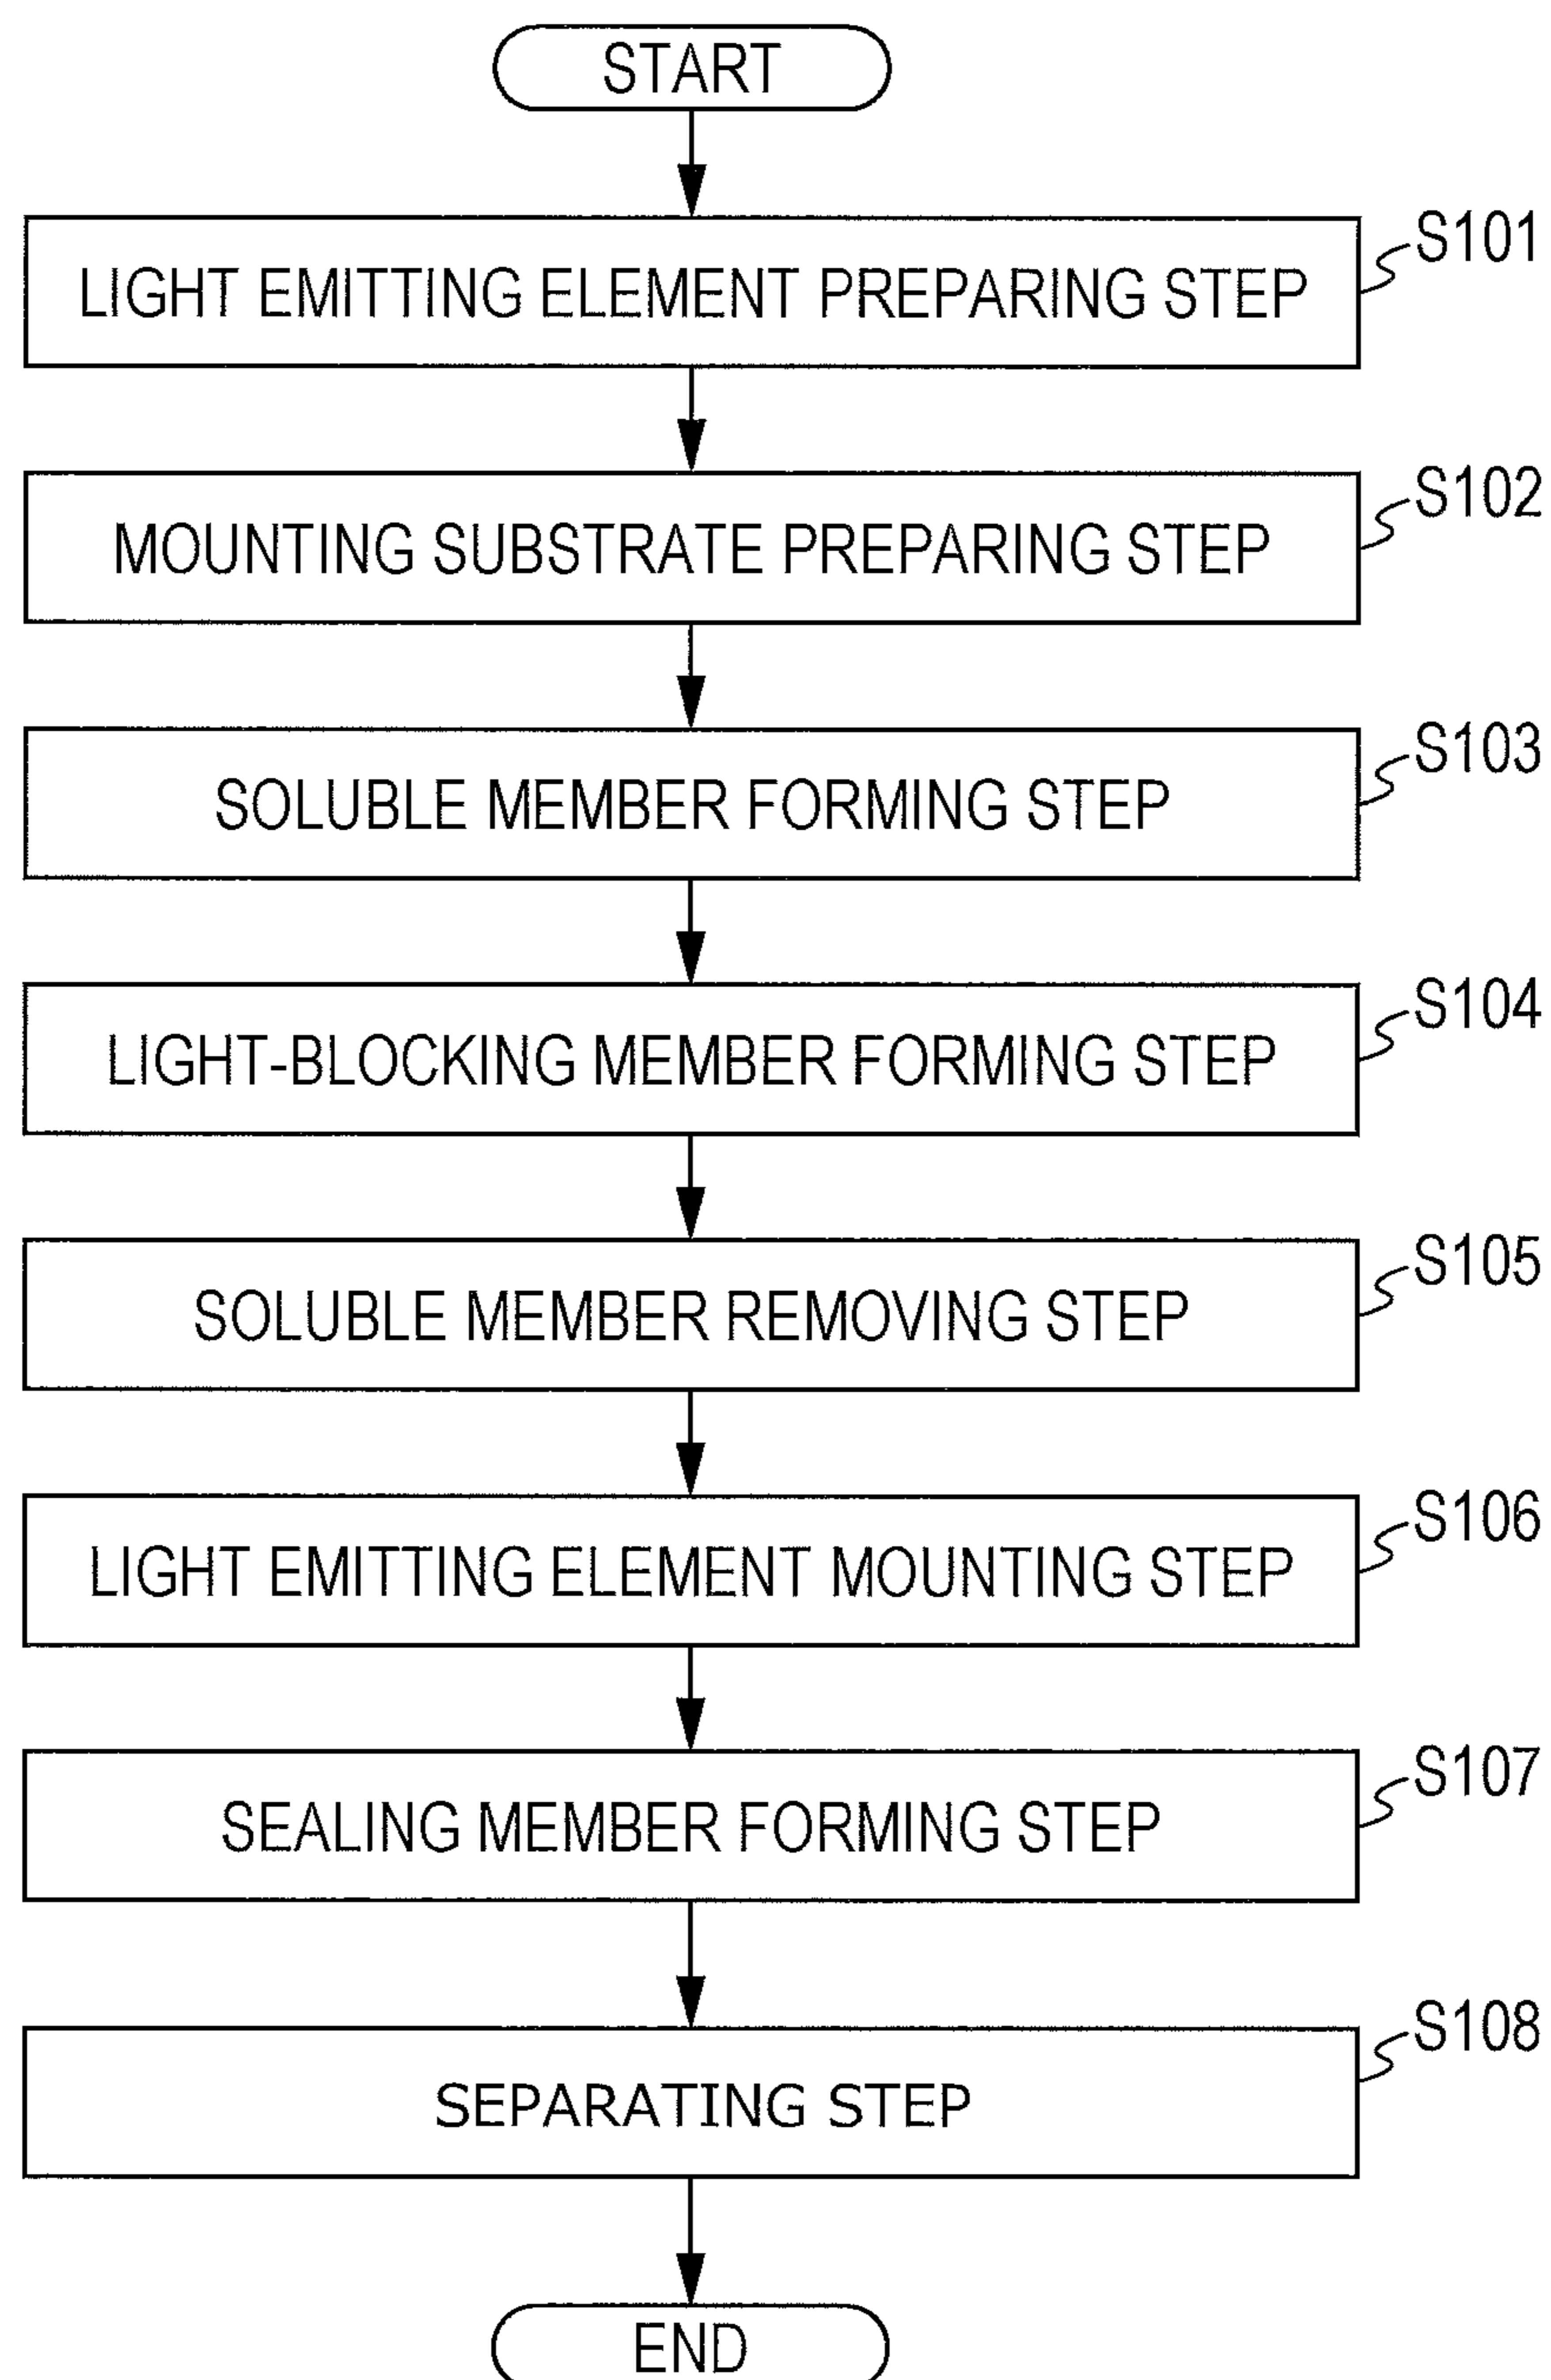 START
S101
LIGHT EMITTING ELEMENT PREPARING STEP
S102
MOUNTING SUBSTRATE PREPARING STEP
S103
SOLUBLE MEMBER FORMING STEP
S104
LIGHT-BLOCKING MEMBER FORMING STEP
S105
SOLUBLE MEMBER REMOVING STEP
S106
LIGHT EMITTING ELEMENT MOUNTING STEP
S107
SEALING MEMBER FORMING STEP
S108
SEPARATING STEP
END